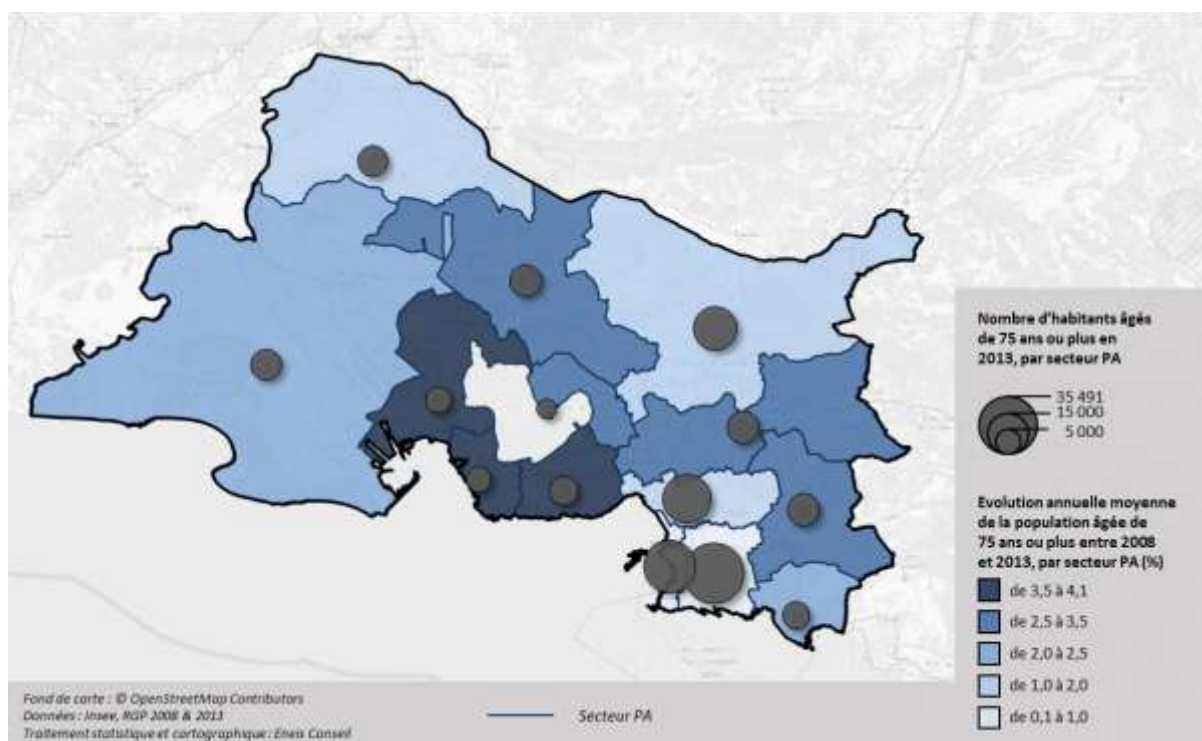 Nombre d'habitants âgés
de 75 ans ou plus en
2013, par secteur PA
35 491
15 000
5 000
Evolution annuelle moyenne
de la population âgée de
75 ans ou plus entre 2008
et 2013, par secteur PA (%)
de 3,5 à 4,1
de 2,5 à 3,5
de 2,0 à 2,5
de 1,0 à 2,0
de 0,1 à 1,0
Fond de carte : © OpenStreetMap Contributors
Données : Insee, RGP 2008 & 2013
Traitement statistique et cartographique : Eneis Conseil
Secteur PA